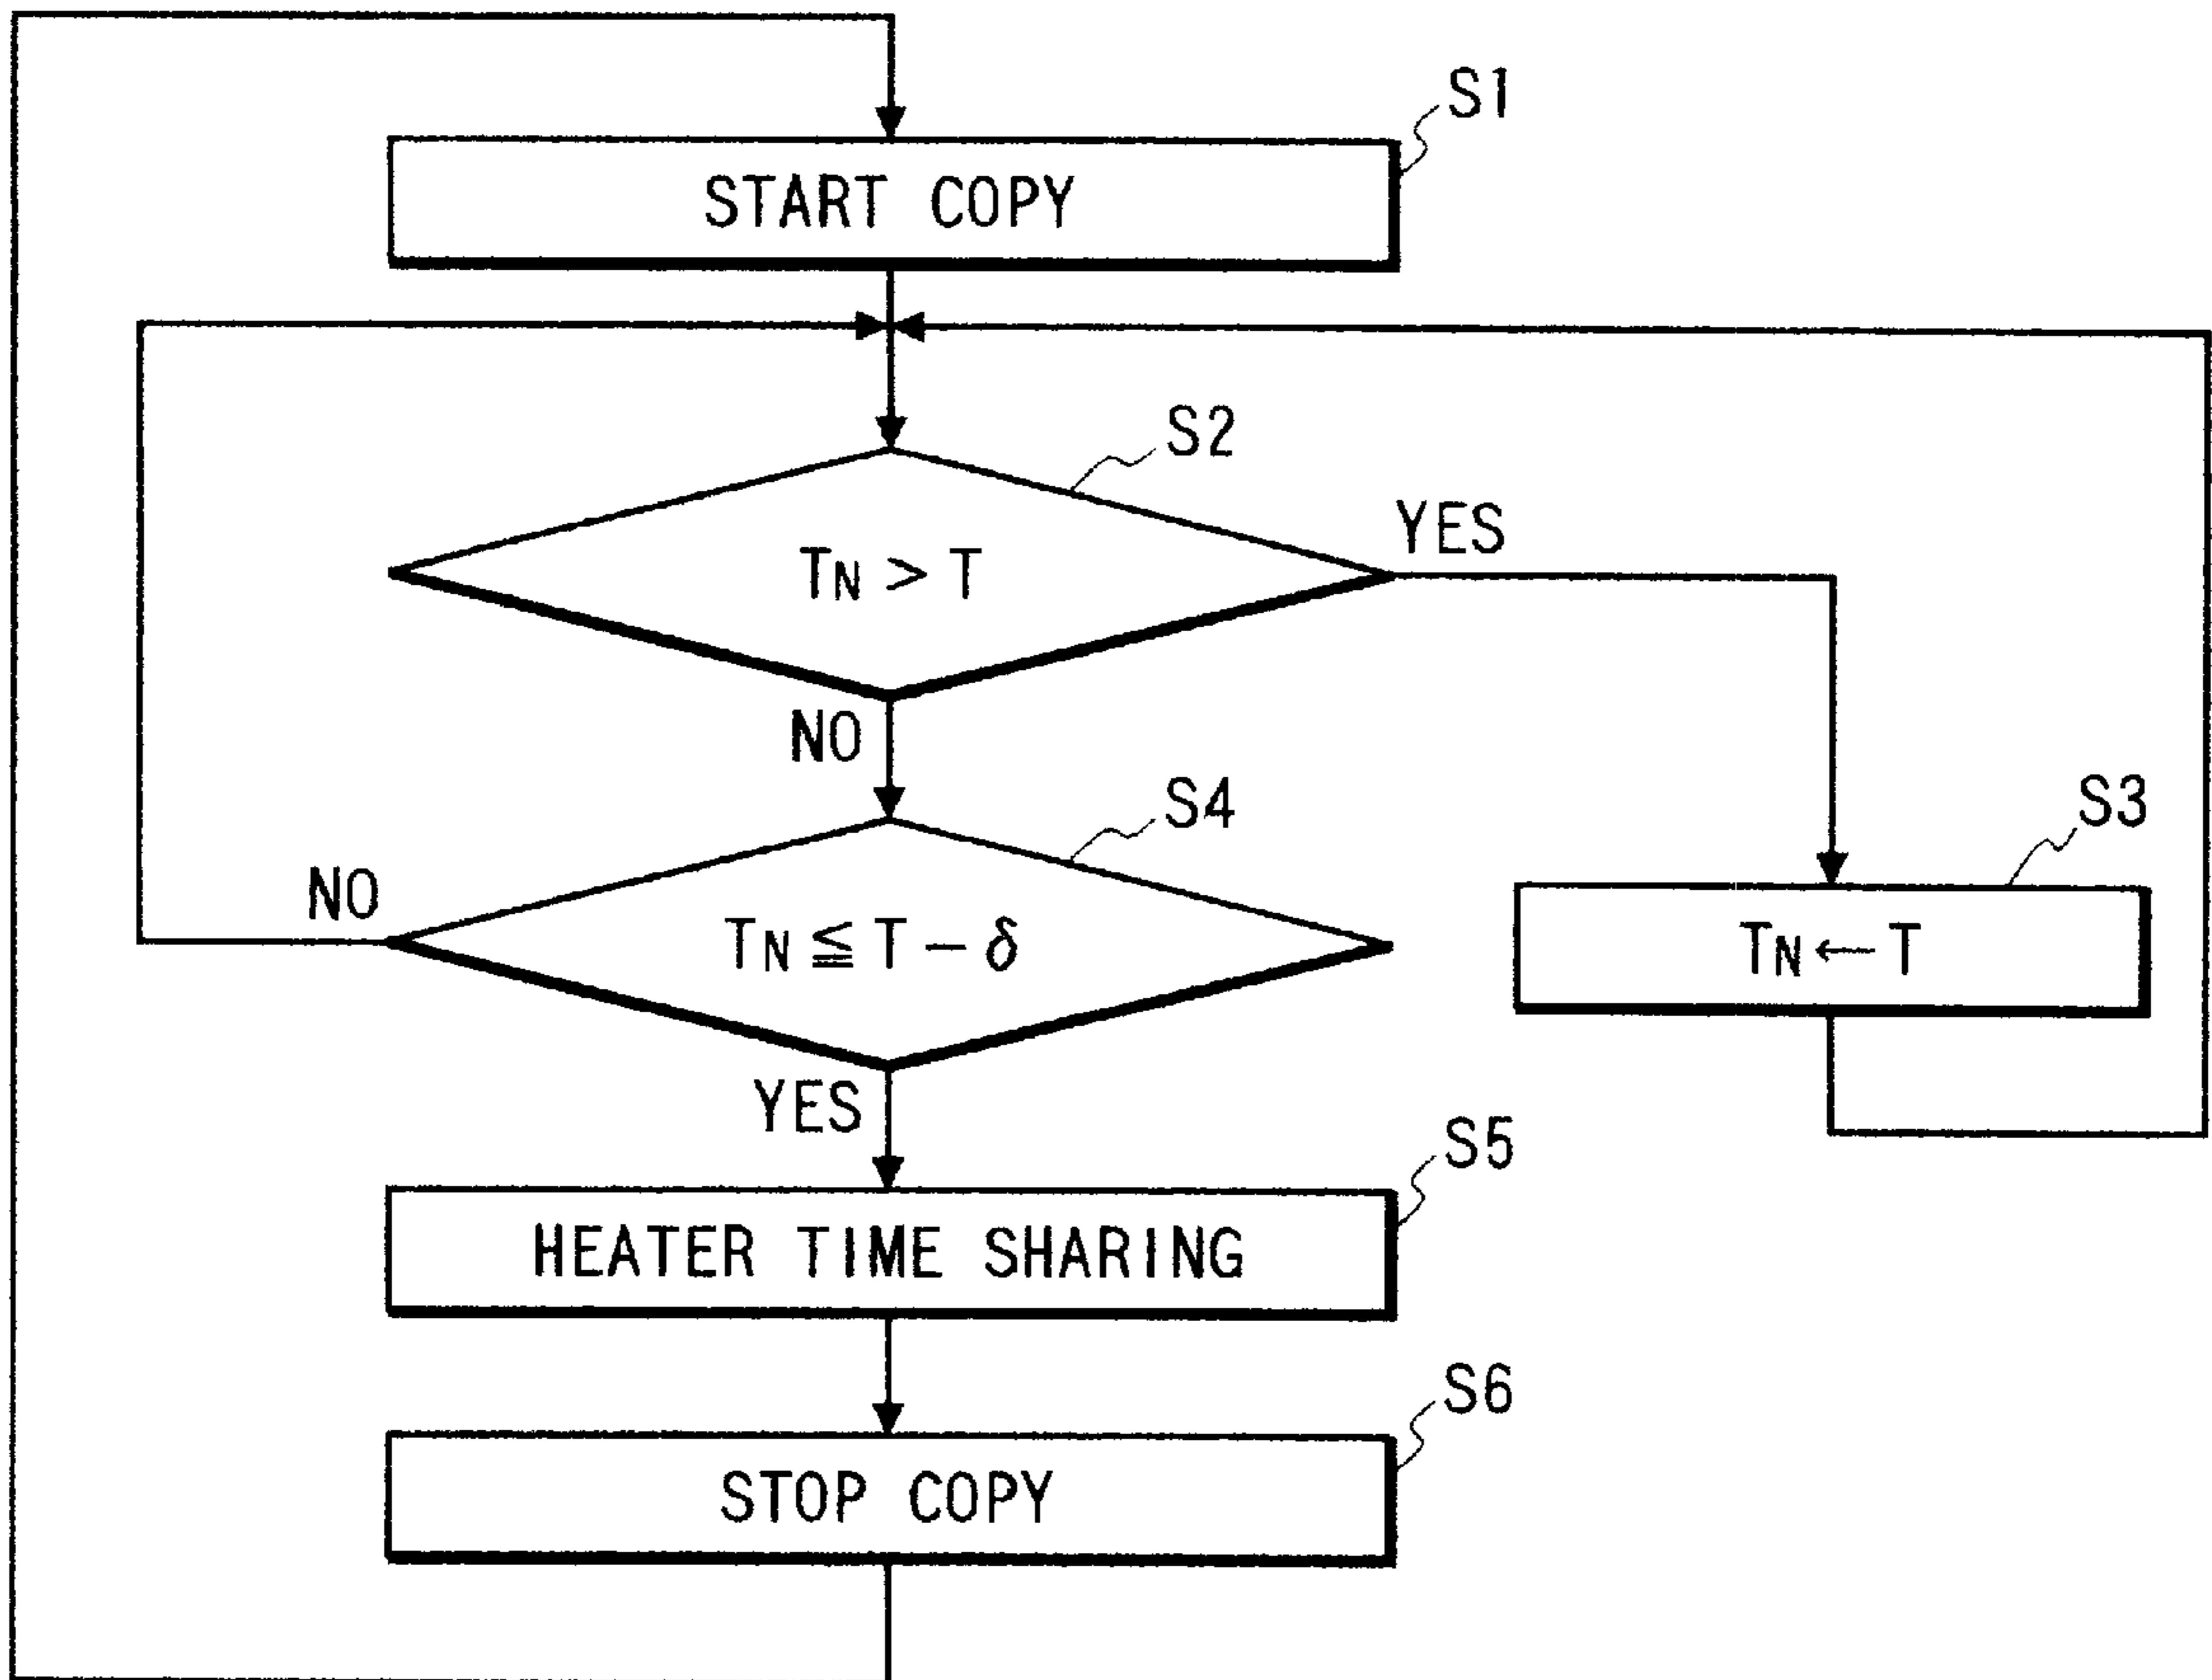 S1
START COPY
S2
TN > T
YES
NO
S4
S3
NO
TN ≦ T − δ
TN ← T
YES
S5
HEATER TIME SHARING
S6
STOP COPY